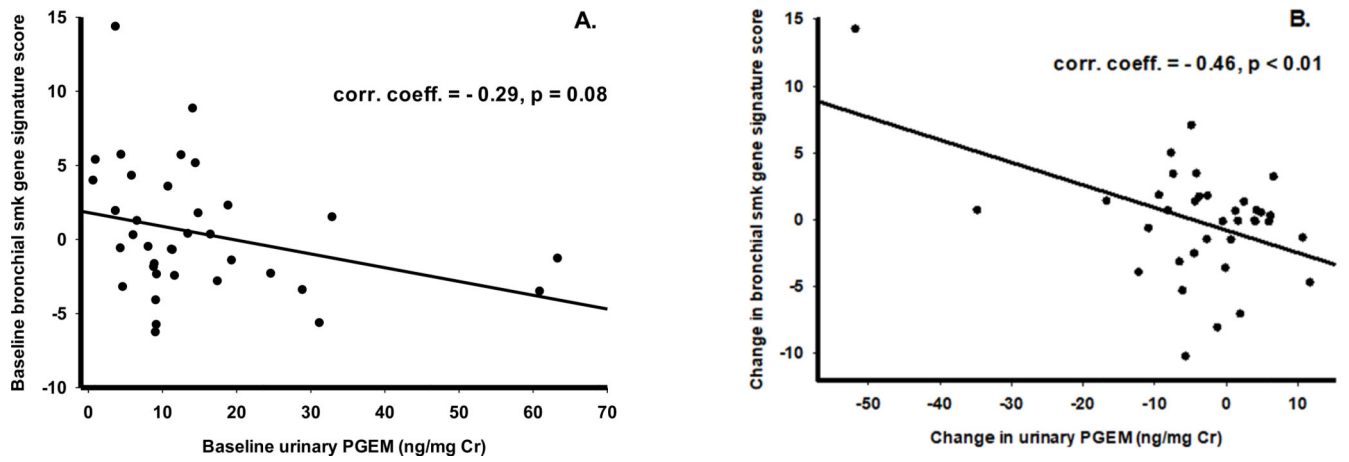 A.
corr. coeff. = - 0.29, p = 0.08
Baseline bronchial smk gene signature score
15
10
5
0
-5
-10
0 10 20 30 40 50 60 70
Baseline urinary PGEM (ng/mg Cr)
B.
corr. coeff. = - 0.46, p < 0.01
Change in bronchial smk gene signature score
15
10
5
0
-5
-10
-50 -40 -30 -20 -10 0 10
Change in urinary PGEM (ng/mg Cr)